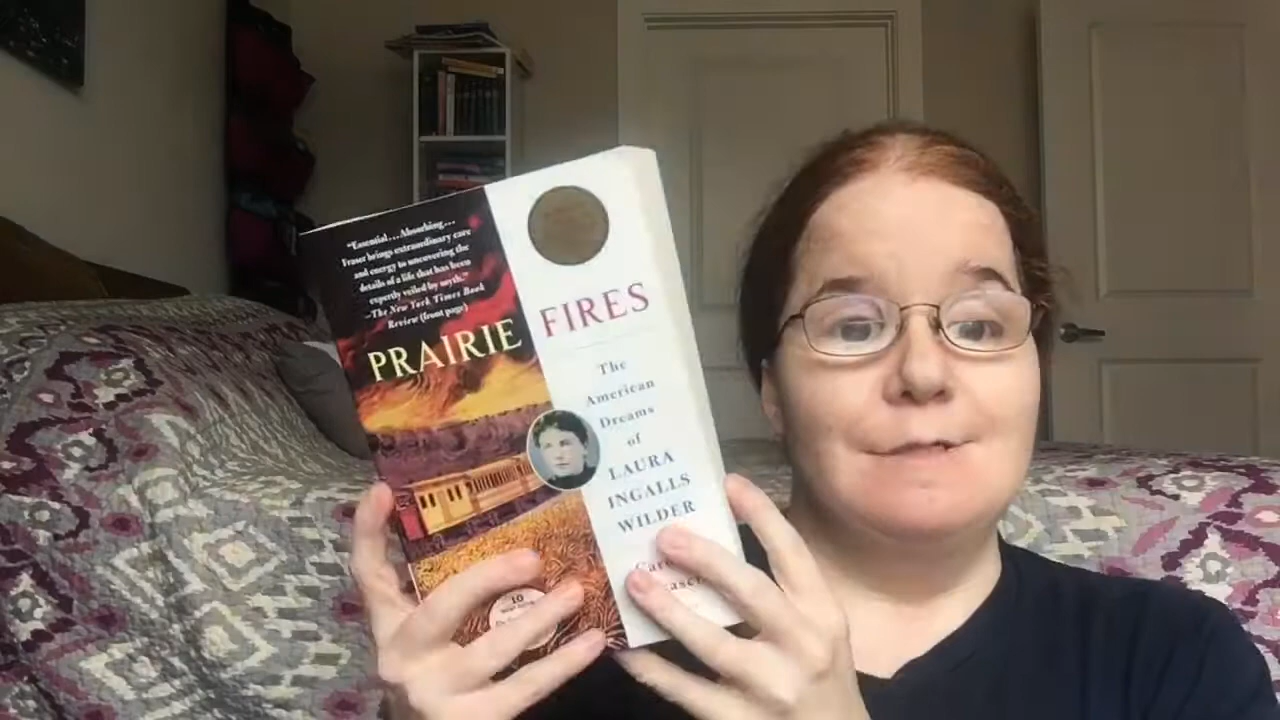 "Essential...Absorbing...
Fraser brings extraordinary care
and energy to uncovering the
details of a life that has been
expertly veiled by myth."
—The New York Times Book
Review (front page)
PRAIRIE FIRES
The
American
Dreams
of
LAURA
INGALLS
WILDER
10